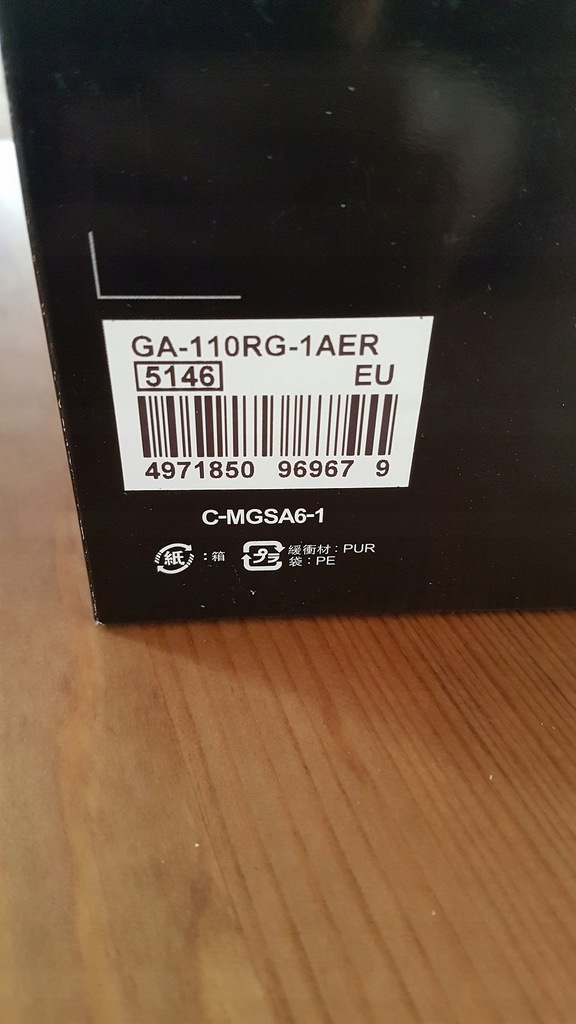 GA-110RG-1AER
5146 EU
4971850 96967 9
C-MGSA6-1
紙 : 箱
プラ 緩衝材 : PUR
袋 : PE